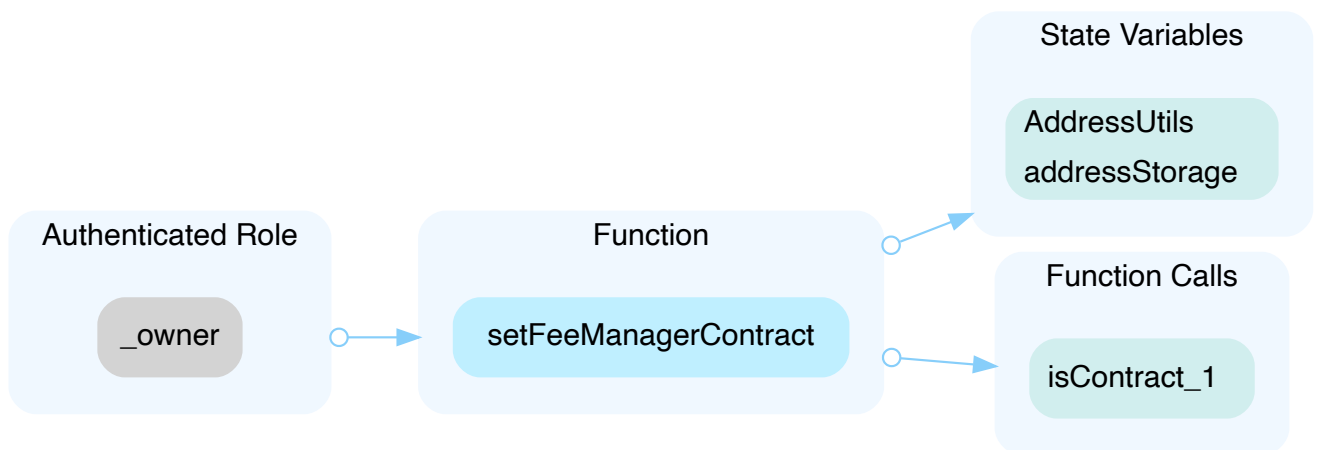 State Variables
AddressUtils
addressStorage
Authenticated Role
_owner
Function
setFeeManagerContract
Function Calls
isContract_1